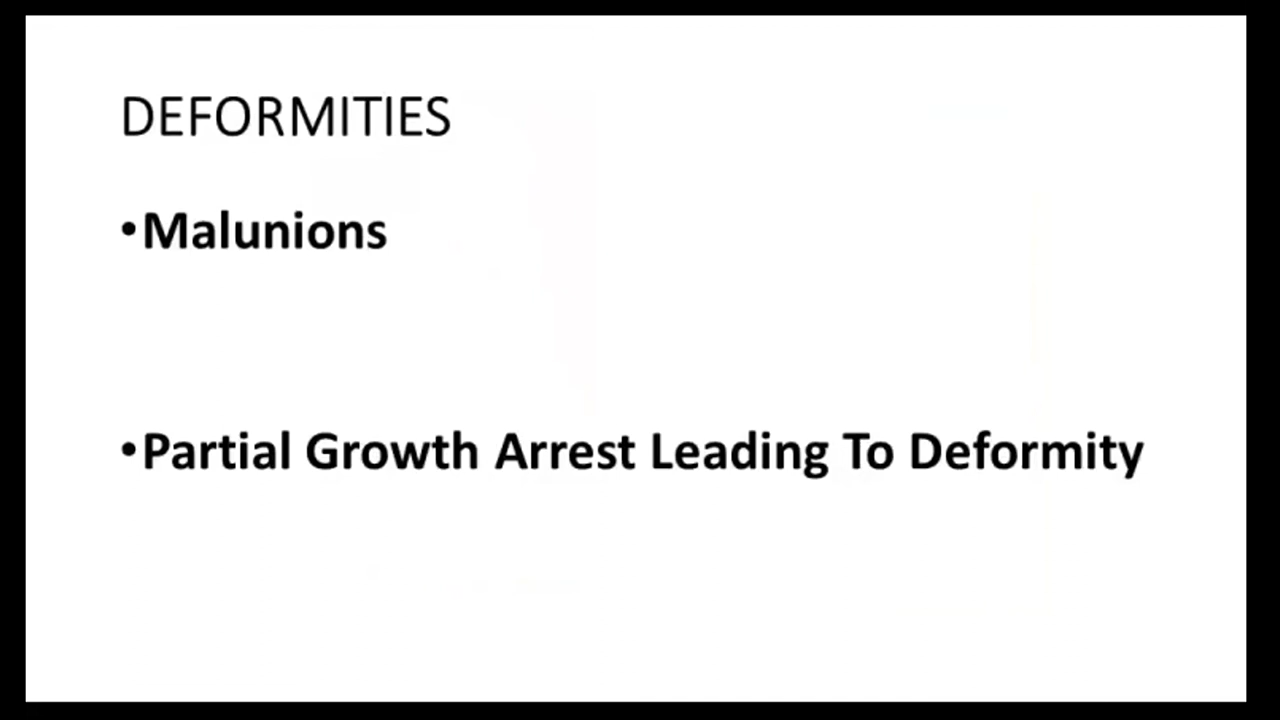 DEFORMITIES
•Malunions
•Partial Growth Arrest Leading To Deformity